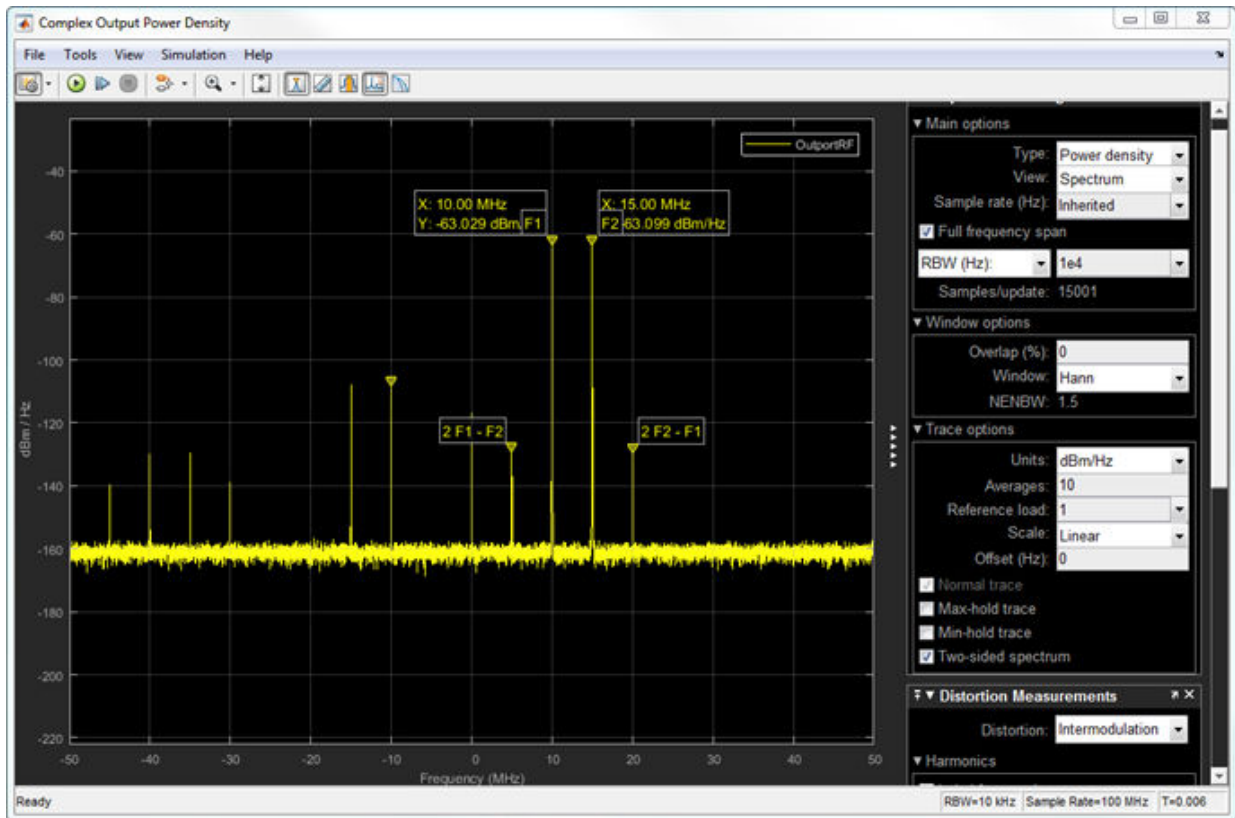 Complex Output Power Density
File Tools View Simulation Help
OutportRF
X: 10.00 MHz
Y: -63.029 dBm/
F1
X: 15.00 MHz
F2
63.099 dBm/Hz
2 F1 - F2
2 F2 - F1
dBm / Hz
-40
-60
-80
-100
-120
-140
-160
-180
-200
-220
-50 -40 -30 -20 -10 0 10 20 30 40 50
Frequency (MHz)
Main options
Type: Power density
View: Spectrum
Sample rate (Hz): Inherited
Full frequency span
RBW (Hz): 1e4
Samples/update: 15001
Window options
Overlap (%): 0
Window: Hann
NENBW: 1.5
Trace options
Units: dBm/Hz
Averages: 10
Reference load: 1
Scale: Linear
Offset (Hz): 0
Normal trace
Max-hold trace
Min-hold trace
Two-sided spectrum
Distortion Measurements
Distortion: Intermodulation
Harmonics
Ready
RBW=10 kHz Sample Rate=100 MHz T=0.006